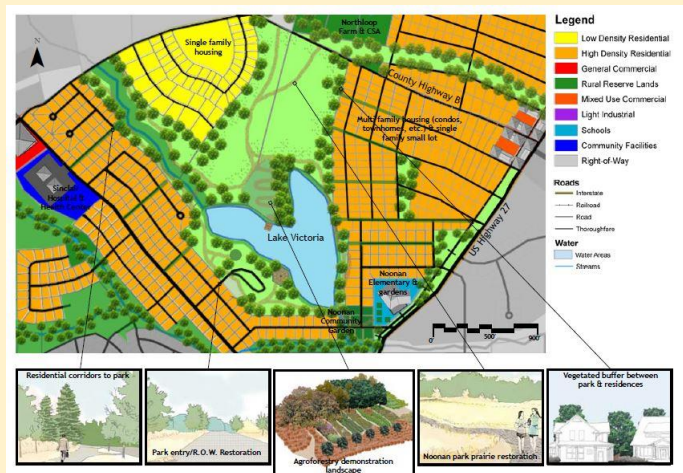 Northloop
Farm & CSA
Single family
housing
N
County Highway B
Multi family housing (condos,
townhomes, etc.) & single
family small lot
Hospital &
Health Center
Lake Victoria
US Highway 27
Noonan
Elementary &
gardens
Noonan
Community
Garden
0'
500'
900'
Legend
Low Density Residential
High Density Residential
General Commercial
Rural Reserve Lands
Mixed Use Commercial
Light Industrial
Schools
Community Facilities
Right-of-Way
Roads
Interstate
Railroad
Road
Thoroughfare
Water
Water Areas
Streams
Residential corridors to park
Park entry/R.O.W. Restoration
Agroforestry demonstration
landscape
Noonan park prairie restoration
Vegetated buffer between
park & residences